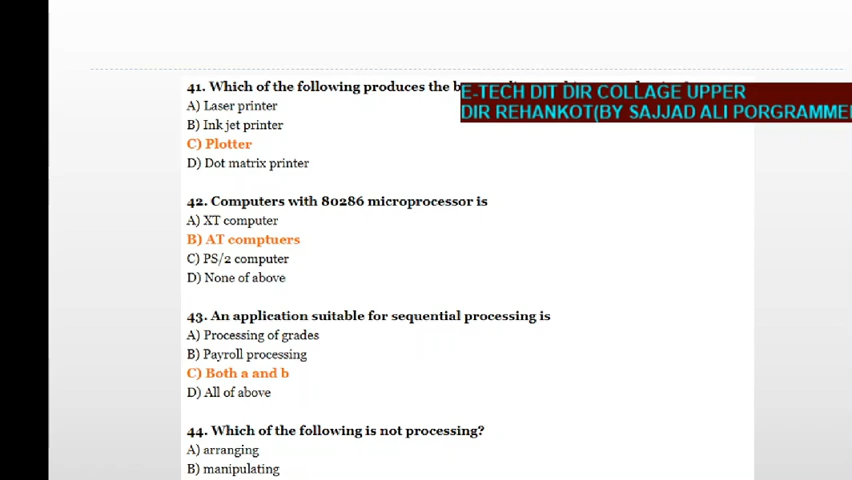 41. Which of the following produces the
E-TECH DIT DIR COLLAGE UPPER
DIR REHANKOT(BY SAJJAD ALI PORGRAMMER
A) Laser printer
B) Ink jet printer
C) Plotter
D) Dot matrix printer
42. Computers with 80286 microprocessor is
A) XT computer
B) AT comptuers
C) PS/2 computer
D) None of above
43. An application suitable for sequential processing is
A) Processing of grades
B) Payroll processing
C) Both a and b
D) All of above
44. Which of the following is not processing?
A) arranging
B) manipulating